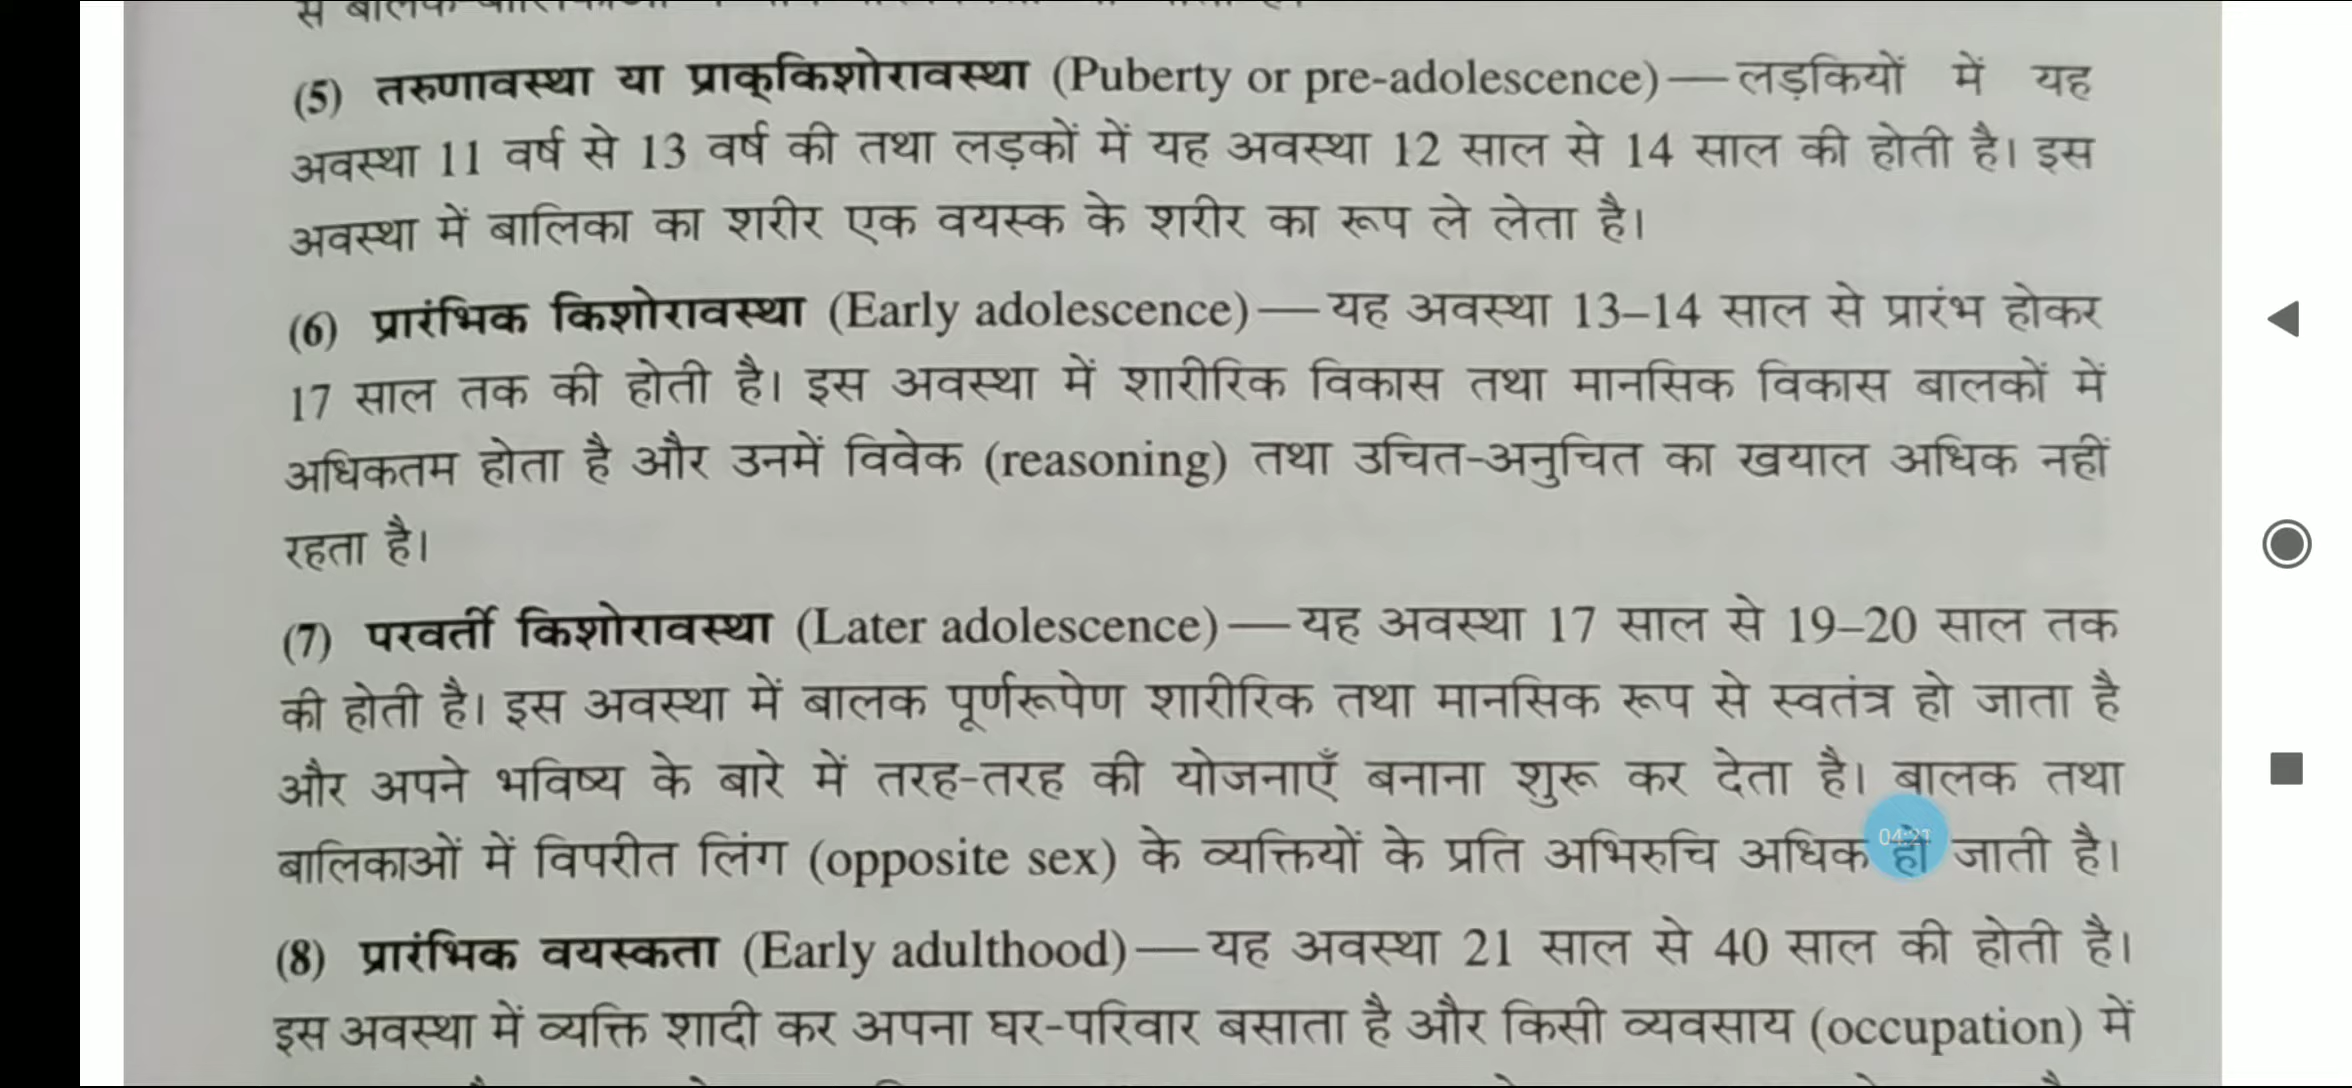 (5) तरुणावस्था या प्राक्‌किशोरावस्था (Puberty or pre-adolescence)—लड़कियों में यह
अवस्था 11 वर्ष से 13 वर्ष की तथा लड़कों में यह अवस्था 12 साल से 14 साल की होती है। इस
अवस्था में बालिका का शरीर एक वयस्क के शरीर का रूप ले लेता है।
(6) प्रारंभिक किशोरावस्था (Early adolescence)—यह अवस्था 13–14 साल से प्रारंभ होकर
17 साल तक की होती है। इस अवस्था में शारीरिक विकास तथा मानसिक विकास बालकों में
अधिकतम होता है और उनमें विवेक (reasoning) तथा उचित-अनुचित का खयाल अधिक नहीं
रहता है।
(7) परवर्ती किशोरावस्था (Later adolescence)—यह अवस्था 17 साल से 19–20 साल तक
की होती है। इस अवस्था में बालक पूर्णरूपेण शारीरिक तथा मानसिक रूप से स्वतंत्र हो जाता है
और अपने भविष्य के बारे में तरह-तरह की योजनाएँ बनाना शुरू कर देता है। बालक तथा
बालिकाओं में विपरीत लिंग (opposite sex) के व्यक्तियों के प्रति अभिरुचि अधिक हो जाती है।
04:21
(8) प्रारंभिक वयस्कता (Early adulthood)—यह अवस्था 21 साल से 40 साल की होती है।
इस अवस्था में व्यक्ति शादी कर अपना घर-परिवार बसाता है और किसी व्यवसाय (occupation) में